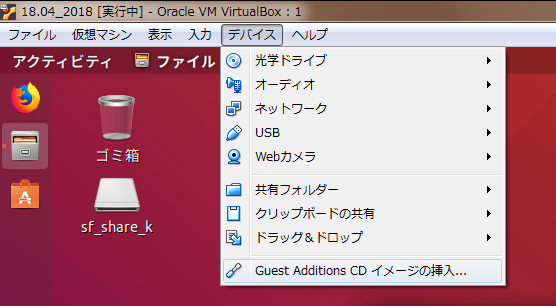 18.04_2018 [実行中] - Oracle VM VirtualBox : 1
ファイル 仮想マシン 表示 入力 デバイス ヘルプ
アクティビティ ファイル
光学ドライブ
オーディオ
ネットワーク
USB
Webカメラ
共有フォルダー
クリップボードの共有
ドラッグ＆ドロップ
Guest Additions CD イメージの挿入...
ゴミ箱
sf_share_k